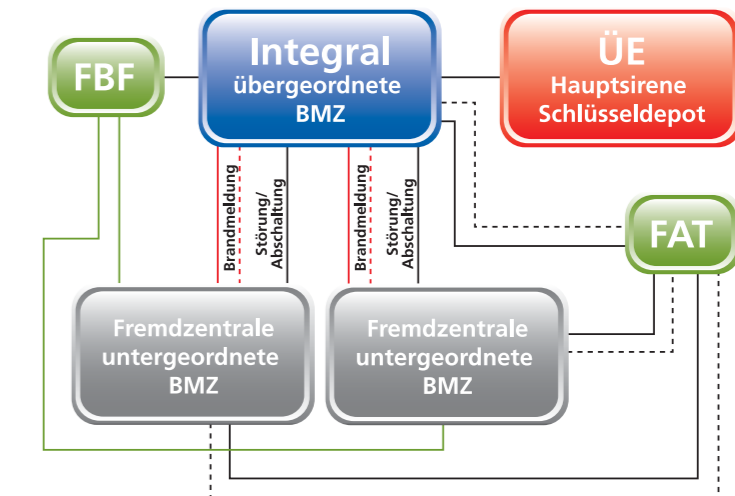 FBF
Integral
übergeordnete
BMZ
ÜE
Hauptsirene
Schlüsseldepot
Brandmeldung
Störung/
Abschaltung
Brandmeldung
Störung/
Abschaltung
FAT
Fremdzentrale
untergeordnete
BMZ
Fremdzentrale
untergeordnete
BMZ